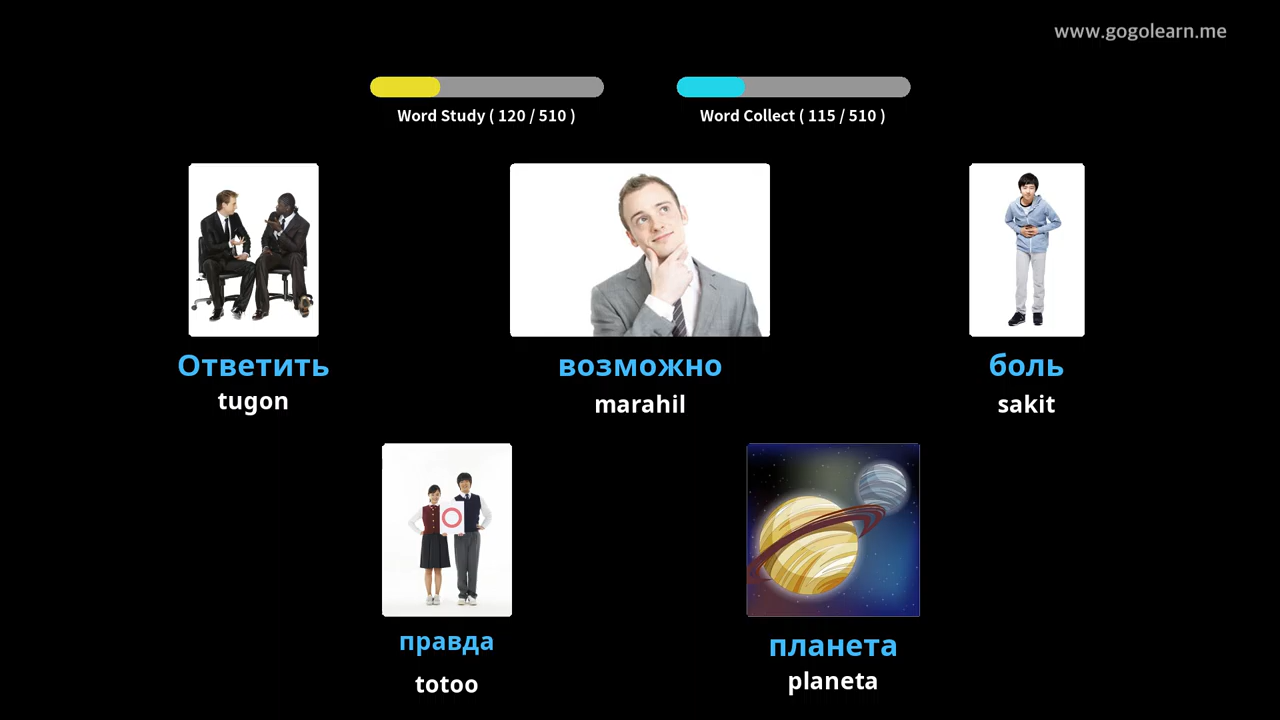 www.gogolearn.me
Word Study ( 120 / 510 )
Word Collect ( 115 / 510 )
Ответить
tugon
возможно
marahil
боль
sakit
правда
totoo
планета
planeta